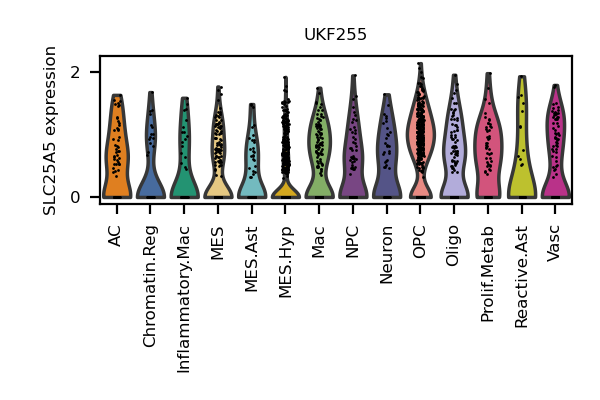 UKF255
SLC25A5 expression
2
0
AC
Chromatin.Reg
Inflammatory.Mac
MES
MES.Ast
MES.Hyp
Mac
NPC
Neuron
OPC
Oligo
Prolif.Metab
Reactive.Ast
Vasc